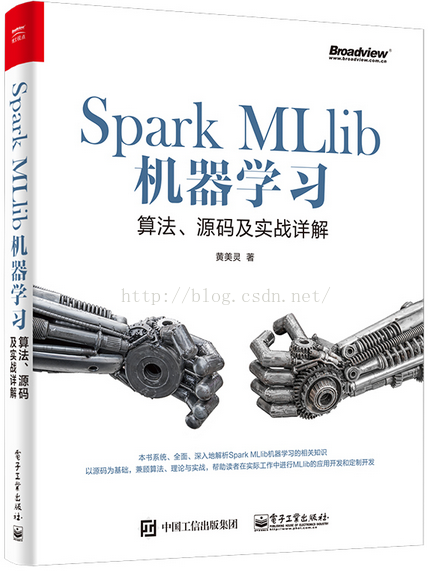 Broadview®
www.broadview.com.cn
Spark MLlib
机器学习
算法、源码及实战详解
黄美灵 著
http://blog.csdn.net/
本书系统、全面、深入地解析Spark MLlib机器学习的相关知识
以源码为基础，兼顾算法、理论与实战，帮助读者在实际工作中进行MLlib的应用开发和定制开发
中国工信出版集团
电子工业出版社
PUBLISHING HOUSE OF ELECTRONICS INDUSTRY
Spark MLlib 机器学习
算法、源码
及实战详解
电子工业出版社